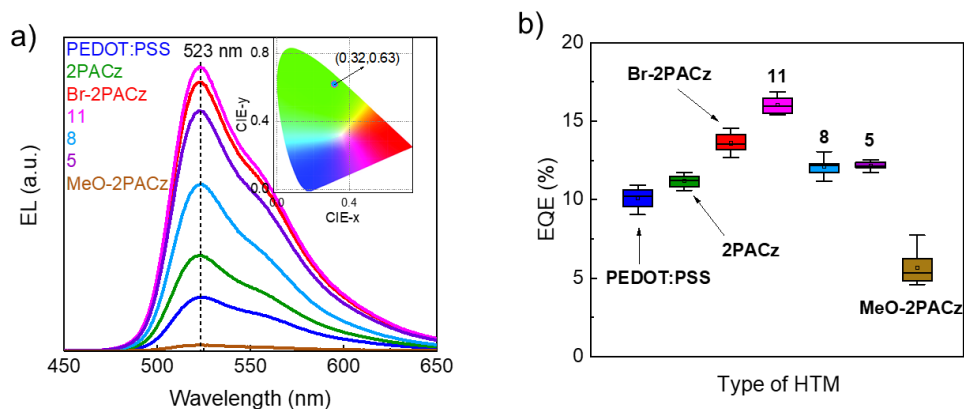 a)
PEDOT:PSS
2PACz
Br-2PACz
11
8
5
MeO-2PACz
523 nm
(0.32,0.63)
0.8
0.4
0.0
CIE-y
0.0
0.4
CIE-x
EL (a.u.)
450
500
550
600
650
Wavelength (nm)
b)
20
15
10
5
0
EQE (%)
Br-2PACz
11
8
5
2PACz
PEDOT:PSS
MeO-2PACz
Type of HTM